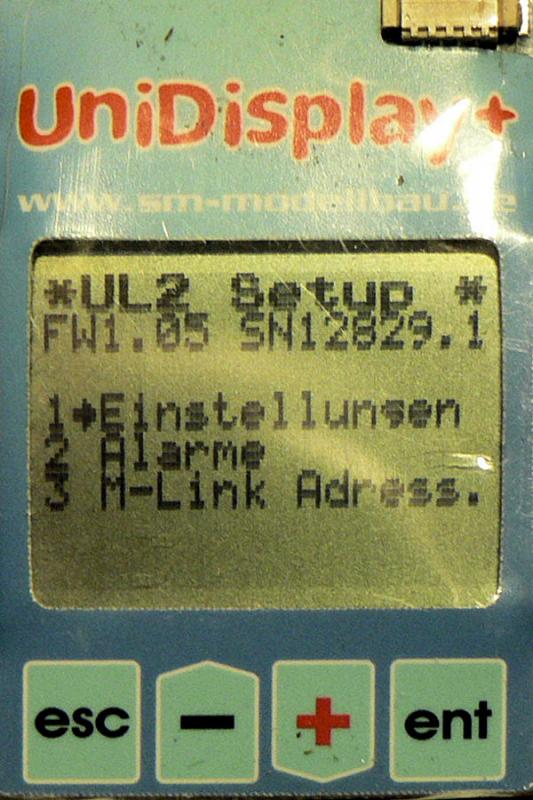 UniDisplay+
www.sm-modellbau.de
*UL2 Setup *
FW1.05 SN12829.1
1→Einstellungen
2 Alarme
3 M-Link Adress.
esc - + ent